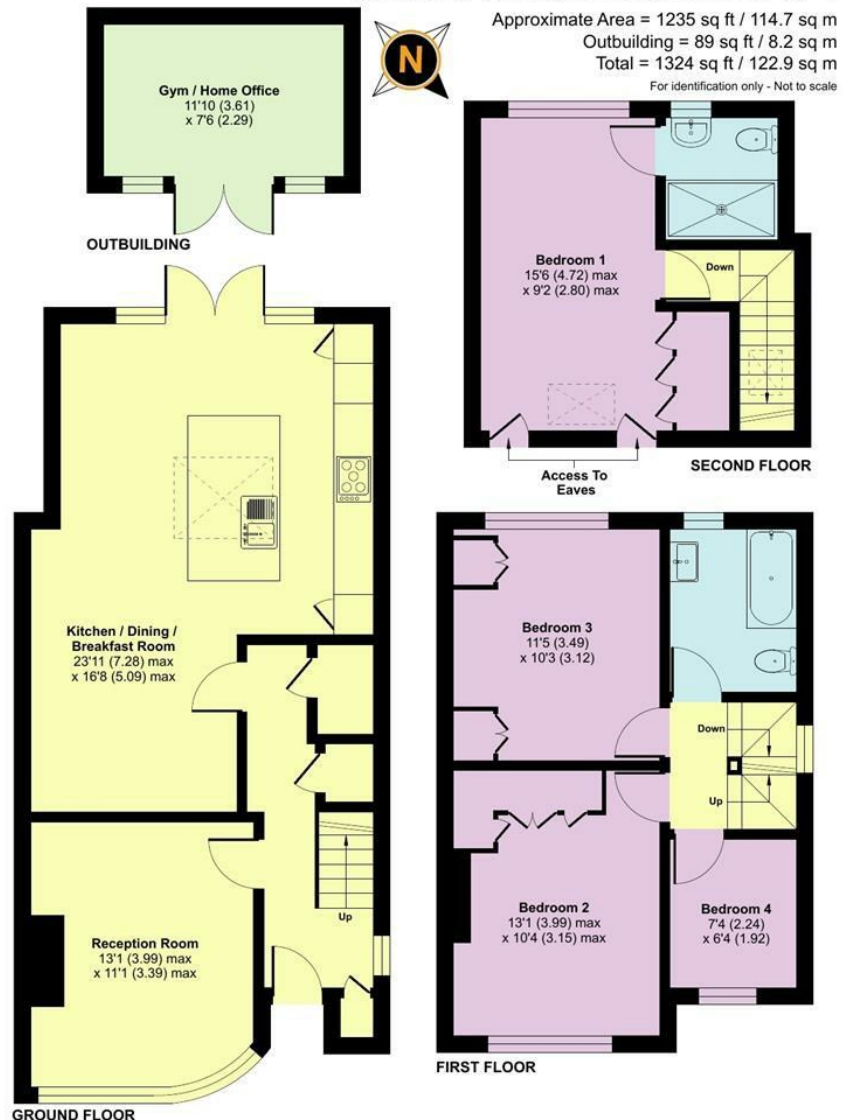 Approximate Area = 1235 sq ft / 114.7 sq m
Outbuilding = 89 sq ft / 8.2 sq m
Total = 1324 sq ft / 122.9 sq m
For identification only - Not to scale
N
Gym / Home Office
11'10 (3.61)
x 7'6 (2.29)
OUTBUILDING
Bedroom 1
15'6 (4.72) max
x 9'2 (2.80) max
Down
Access To
Eaves
SECOND FLOOR
Kitchen / Dining /
Breakfast Room
23'11 (7.28) max
x 16'8 (5.09) max
Reception Room
13'1 (3.99) max
x 11'1 (3.39) max
Up
GROUND FLOOR
Bedroom 3
11'5 (3.49)
x 10'3 (3.12)
Down
Up
Bedroom 2
13'1 (3.99) max
x 10'4 (3.15) max
Bedroom 4
7'4 (2.24)
x 6'4 (1.92)
FIRST FLOOR